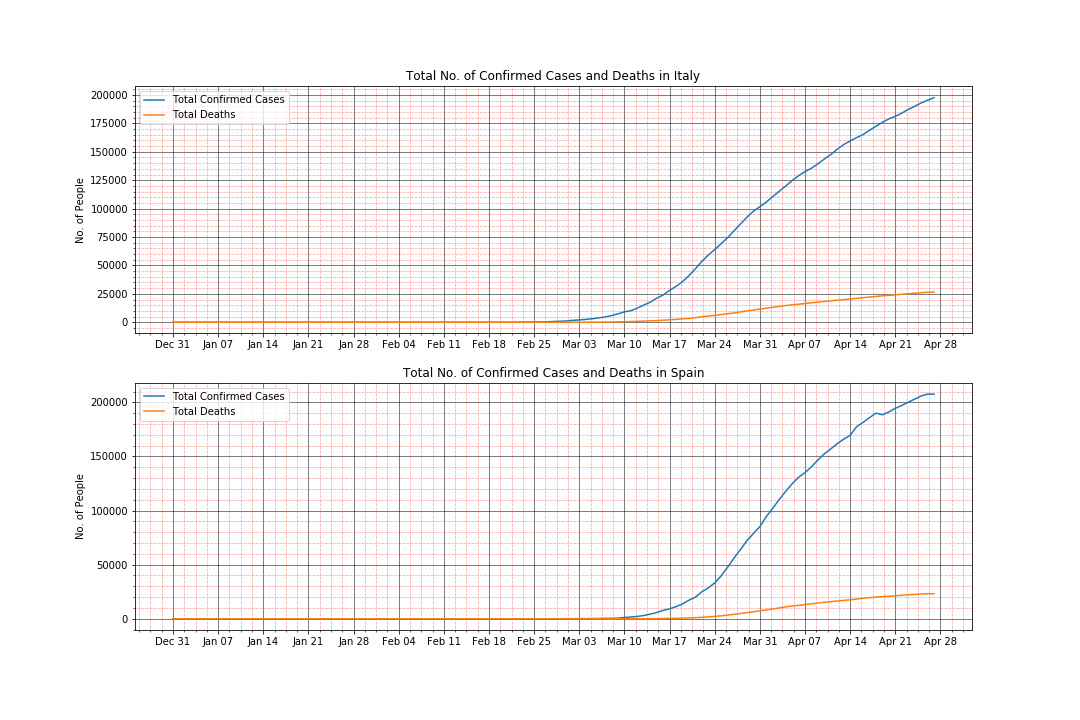 Total No. of Confirmed Cases and Deaths in Italy
200000
175000
150000
125000
100000
75000
50000
25000
0
No. of People
Total Confirmed Cases
Total Deaths
Dec 31 Jan 07 Jan 14 Jan 21 Jan 28 Feb 04 Feb 11 Feb 18 Feb 25 Mar 03 Mar 10 Mar 17 Mar 24 Mar 31 Apr 07 Apr 14 Apr 21 Apr 28
Total No. of Confirmed Cases and Deaths in Spain
200000
150000
100000
50000
0
No. of People
Total Confirmed Cases
Total Deaths
Dec 31 Jan 07 Jan 14 Jan 21 Jan 28 Feb 04 Feb 11 Feb 18 Feb 25 Mar 03 Mar 10 Mar 17 Mar 24 Mar 31 Apr 07 Apr 14 Apr 21 Apr 28